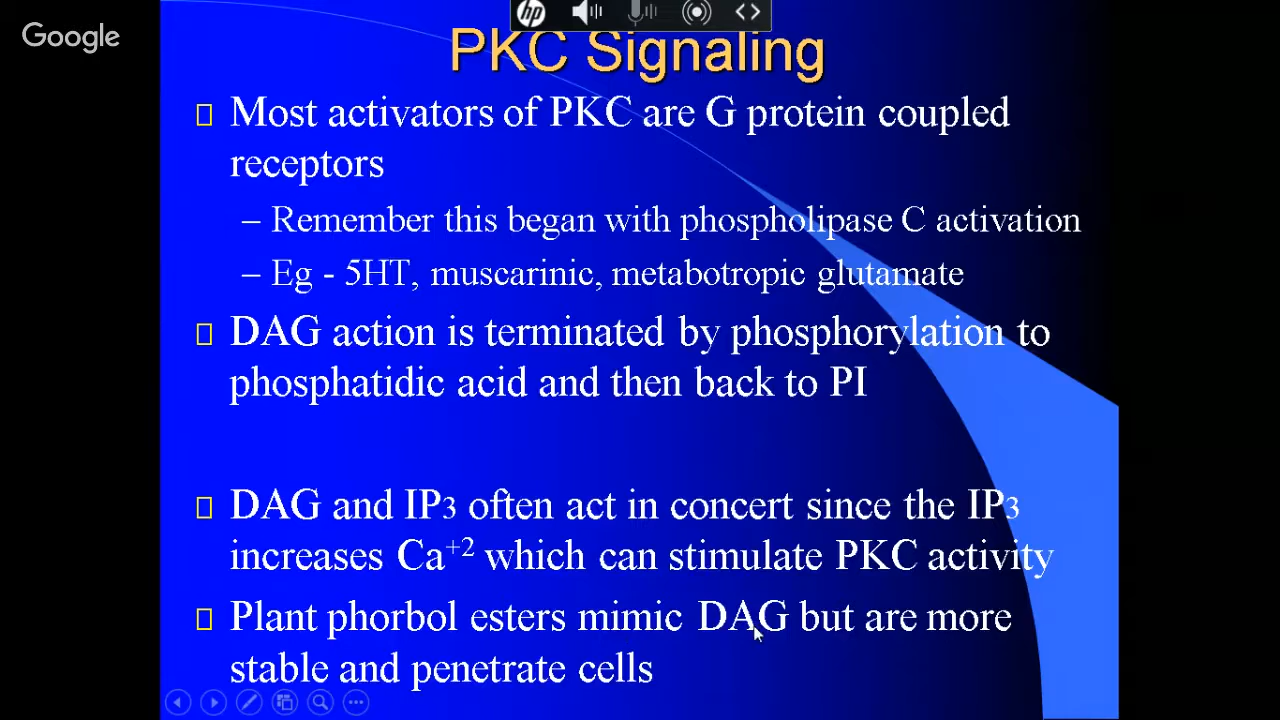 Google
hp
PKC Signaling
Most activators of PKC are G protein coupled
receptors
– Remember this began with phospholipase C activation
– Eg - 5HT, muscarinic, metabotropic glutamate
DAG action is terminated by phosphorylation to
phosphatidic acid and then back to PI
DAG and IP3 often act in concert since the IP3
increases Ca+2 which can stimulate PKC activity
Plant phorbol esters mimic DAG but are more
stable and penetrate cells